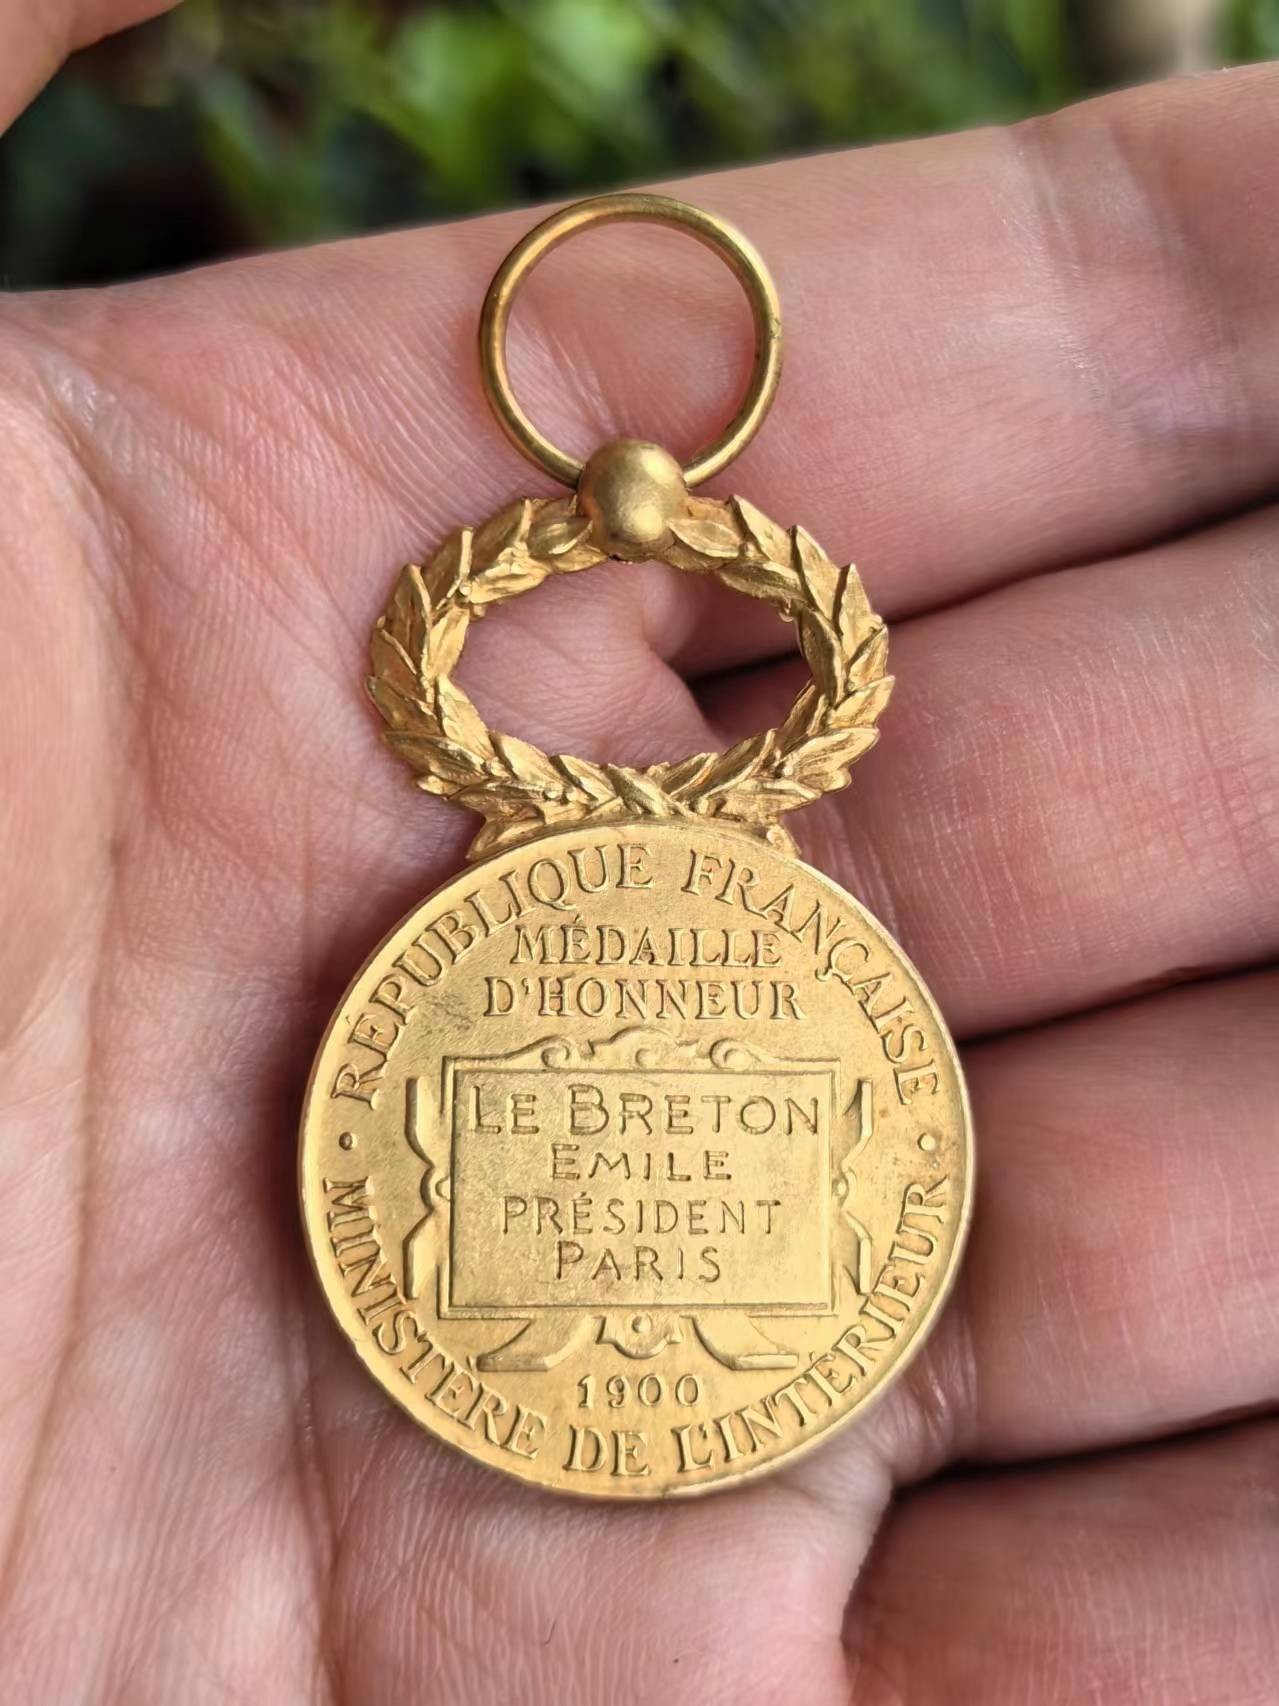 RÉPUBLIQUE FRANÇAISE
MÉDAILLE
D'HONNEUR
LE BRETON
EMILE
PRÉSIDENT
PARIS
1900
MINISTÈRE DE L'INTÉRIEUR